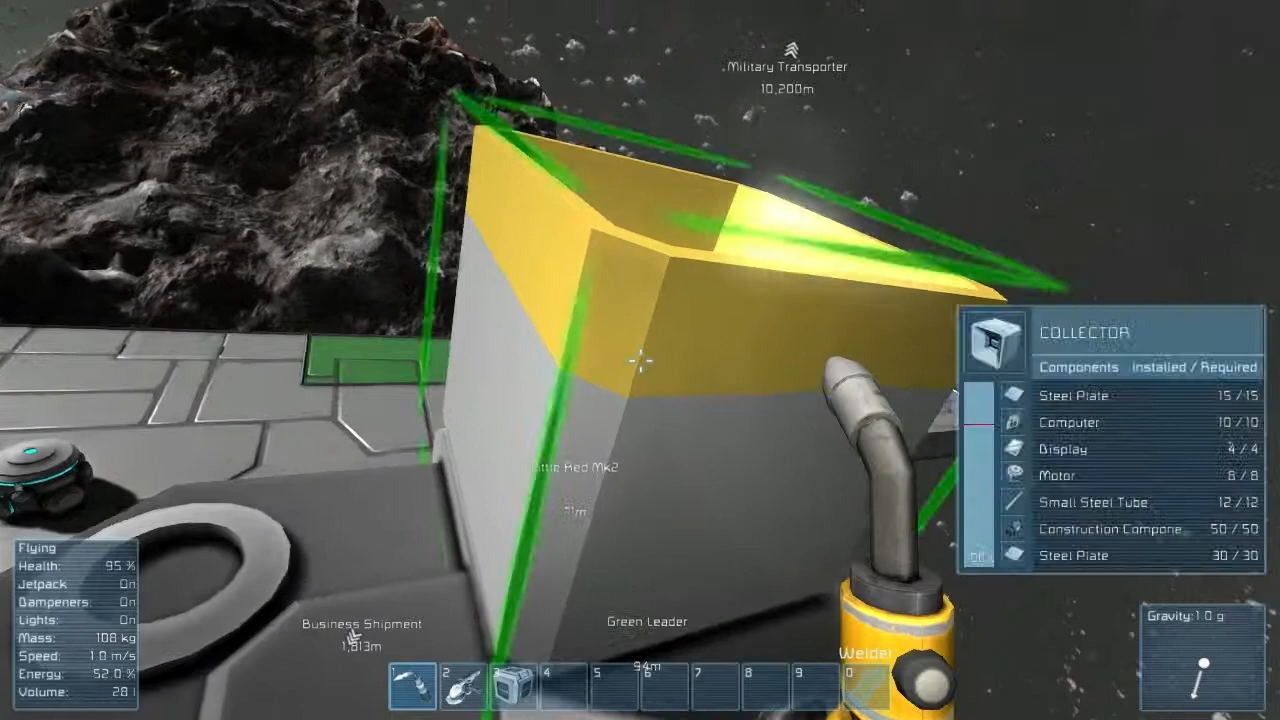 Military Transporter
10,200m
COLLECTOR
Components Installed / Required
Steel Plate 15 / 15
Computer 10 / 10
Display 4 / 4
Motor 8 / 8
Small Steel Tube 12 / 12
Construction Compone 50 / 50
Steel Plate 30 / 30
Red Mk2
Flying
Health: 95 %
Jetpack On
Dampeners: On
Lights: On
Mass: 108 kg
Speed: 1.0 m/s
Energy: 52.0 %
Volume: 28 l
Business Shipment
1,813m
Green Leader
94m
Welder
1 2 3 4 5 6 7 8 9 0
Gravity: 1.0 g